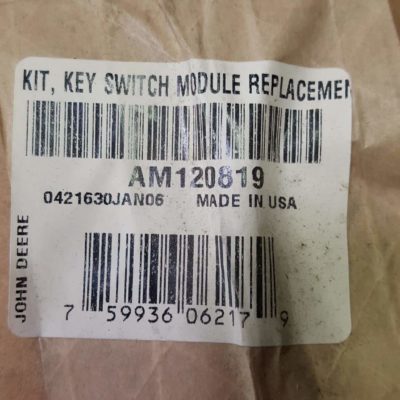 KIT, KEY SWITCH MODULE REPLACEMEN
AM120819
0421630JAN06 MADE IN USA
JOHN DEERE
7 59936 06217 9